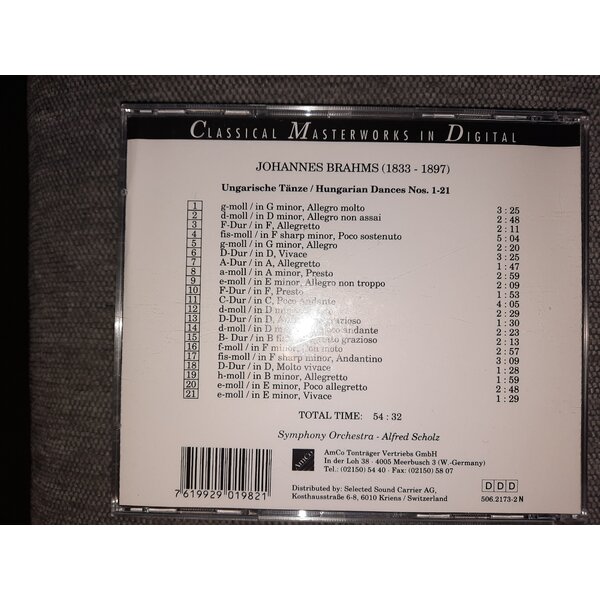 CLASSICAL MASTERWORKS IN DIGITAL
JOHANNES BRAHMS (1833 - 1897)
Ungarische Tänze / Hungarian Dances Nos. 1-21
1 g-moll / in G minor, Allegro molto 3 : 25
2 d-moll / in D minor, Allegro non assai 2 : 48
3 F-Dur / in F, Allegretto 2 : 11
4 fis-moll / in F sharp minor, Poco sostenuto 5 : 04
5 g-moll / in G minor, Allegro 2 : 20
6 D-Dur / in D, Vivace 3 : 25
7 A-Dur / in A, Allegretto 1 : 47
8 a-moll / in A minor, Presto 2 : 59
9 e-moll / in E minor, Allegro non troppo 2 : 09
10 F-Dur / in F, Presto 1 : 53
11 C-Dur / in C, Poco andante 4 : 05
12 d-moll / in D minor, Presto 2 : 29
13 D-Dur / in D, grazioso 1 : 30
14 d-moll / in D minor, andante 2 : 23
15 B- Dur / in B grazioso 2 : 13
16 f-moll / in F minor, moto 2 : 57
17 fis-moll / in F sharp minor, Andantino 3 : 09
18 D-Dur / in D, Molto vivace 1 : 28
19 h-moll / in B minor, Allegretto 1 : 59
20 e-moll / in E minor, Poco allegretto 2 : 48
21 e-moll / in E minor, Vivace 1 : 29
TOTAL TIME: 54 : 32
Symphony Orchestra - Alfred Scholz
AmCo
AmCo Tonträger Vertriebs GmbH
In der Loh 38 - 4005 Meerbusch 3 (W.-Germany)
Tel.: (02150) 54 40 - Fax: (02150) 58 07
7 619929 019821
Distributed by: Selected Sound Carrier AG,
Kosthausstraße 6-8, 6010 Kriens / Switzerland
D D D
506.2173-2 N